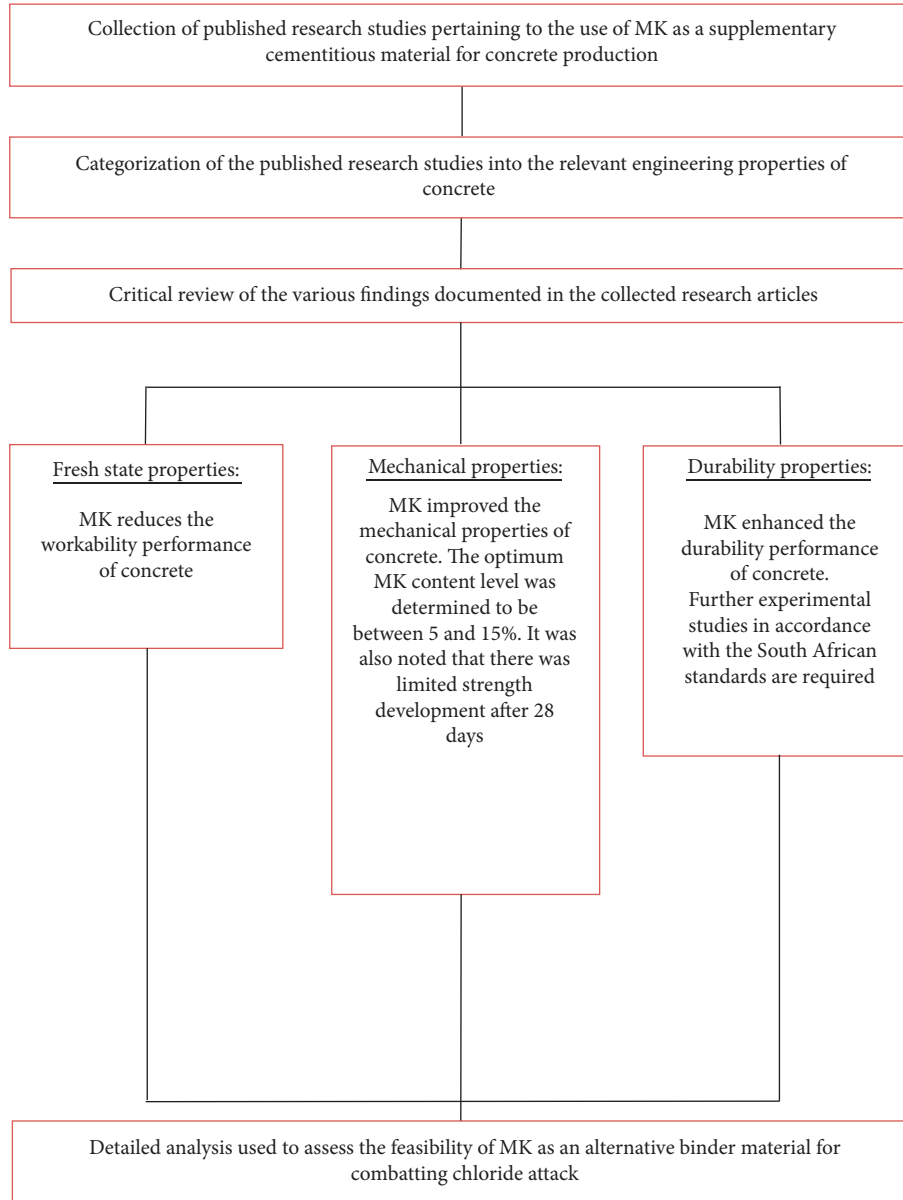 Collection of published research studies pertaining to the use of MK as a supplementary
cementitious material for concrete production
Categorization of the published research studies into the relevant engineering properties of
concrete
Critical review of the various findings documented in the collected research articles
Fresh state properties:
MK reduces the
workability performance
of concrete
Mechanical properties:
MK improved the
mechanical properties of
concrete. The optimum
MK content level was
determined to be
between 5 and 15%. It was
also noted that there was
limited strength
development after 28
days
Durability properties:
MK enhanced the
durability performance
of concrete.
Further experimental
studies in accordance
with the South African
standards are required
Detailed analysis used to assess the feasibility of MK as an alternative binder material for
combatting chloride attack